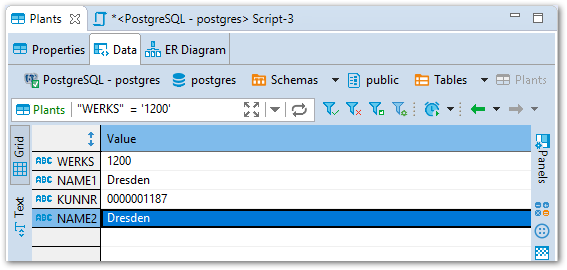 Plants *<PostgreSQL - postgres> Script-3
Properties Data ER Diagram
PostgreSQL - postgres postgres Schemas public Tables Plants
Plants "WERKS" = '1200'
Grid
Text
Value
ABC WERKS 1200
ABC NAME1 Dresden
ABC KUNNR 0000001187
ABC NAME2 Dresden
Panels